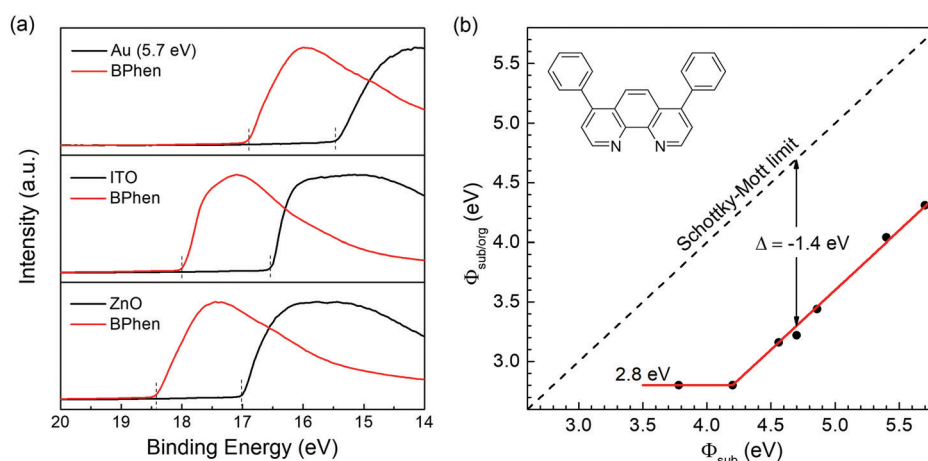 (a)
Au (5.7 eV)
BPhen
ITO
BPhen
ZnO
BPhen
Intensity (a.u.)
20 19 18 17 16 15 14
Binding Energy (eV)
(b)
5.5
5.0
4.5
4.0
3.5
3.0
Φsub/org (eV)
N N
Schottky-Mott limit
Δ = -1.4 eV
2.8 eV
3.0 3.5 4.0 4.5 5.0 5.5
Φsub (eV)